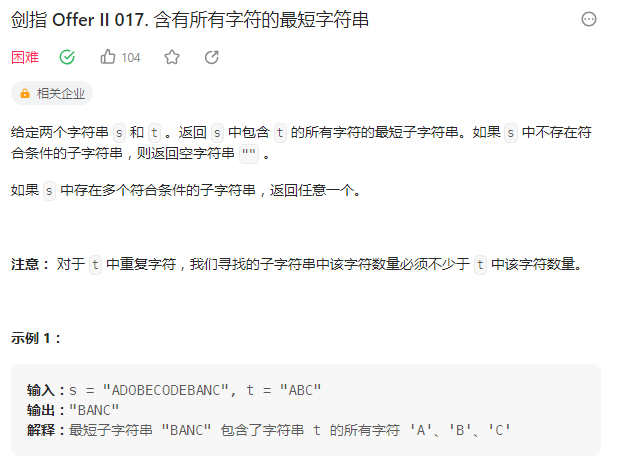 剑指 Offer II 017. 含有所有字符的最短字符串
困难 104
相关企业
给定两个字符串 s 和 t 。返回 s 中包含 t 的所有字符的最短子字符串。如果 s 中不存在符
合条件的子字符串，则返回空字符串 "" 。
如果 s 中存在多个符合条件的子字符串，返回任意一个。
注意： 对于 t 中重复字符，我们寻找的子字符串中该字符数量必须不少于 t 中该字符数量。
示例 1：
输入：s = "ADOBECODEBANC", t = "ABC"
输出："BANC"
解释：最短子字符串 "BANC" 包含了字符串 t 的所有字符 'A'、'B'、'C'